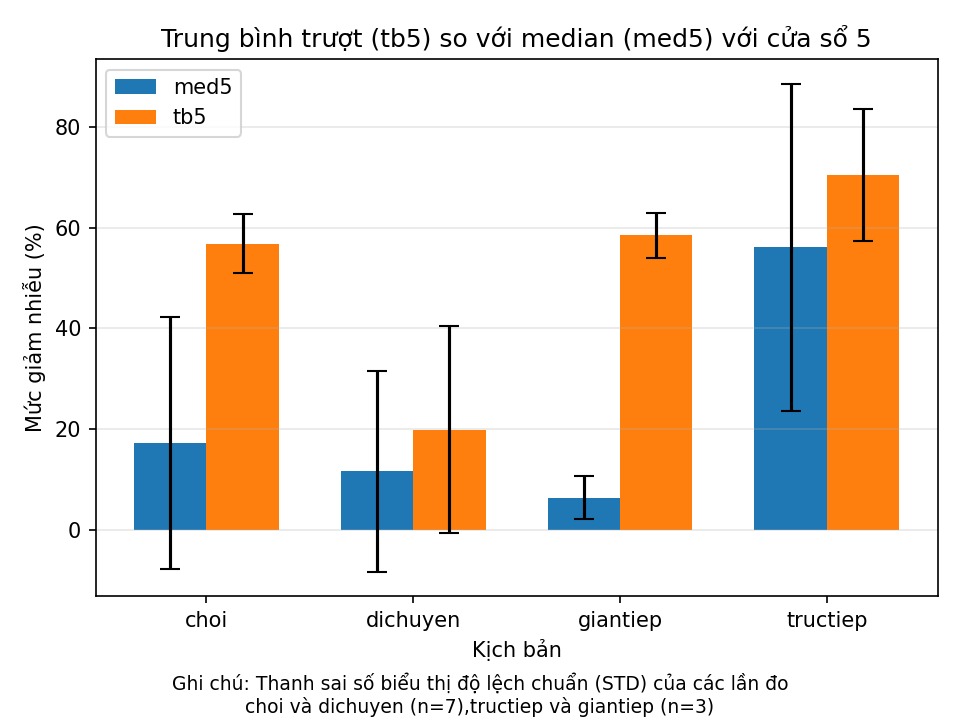 Trung bình trượt (tb5) so với median (med5) với cửa sổ 5
med5
tb5
Mức giảm nhiễu (%)
80
60
40
20
0
choi
dichuyen
giantiep
tructiep
Kịch bản
Ghi chú: Thanh sai số biểu thị độ lệch chuẩn (STD) của các lần đo
choi và dichuyen (n=7),tructiep và giantiep (n=3)